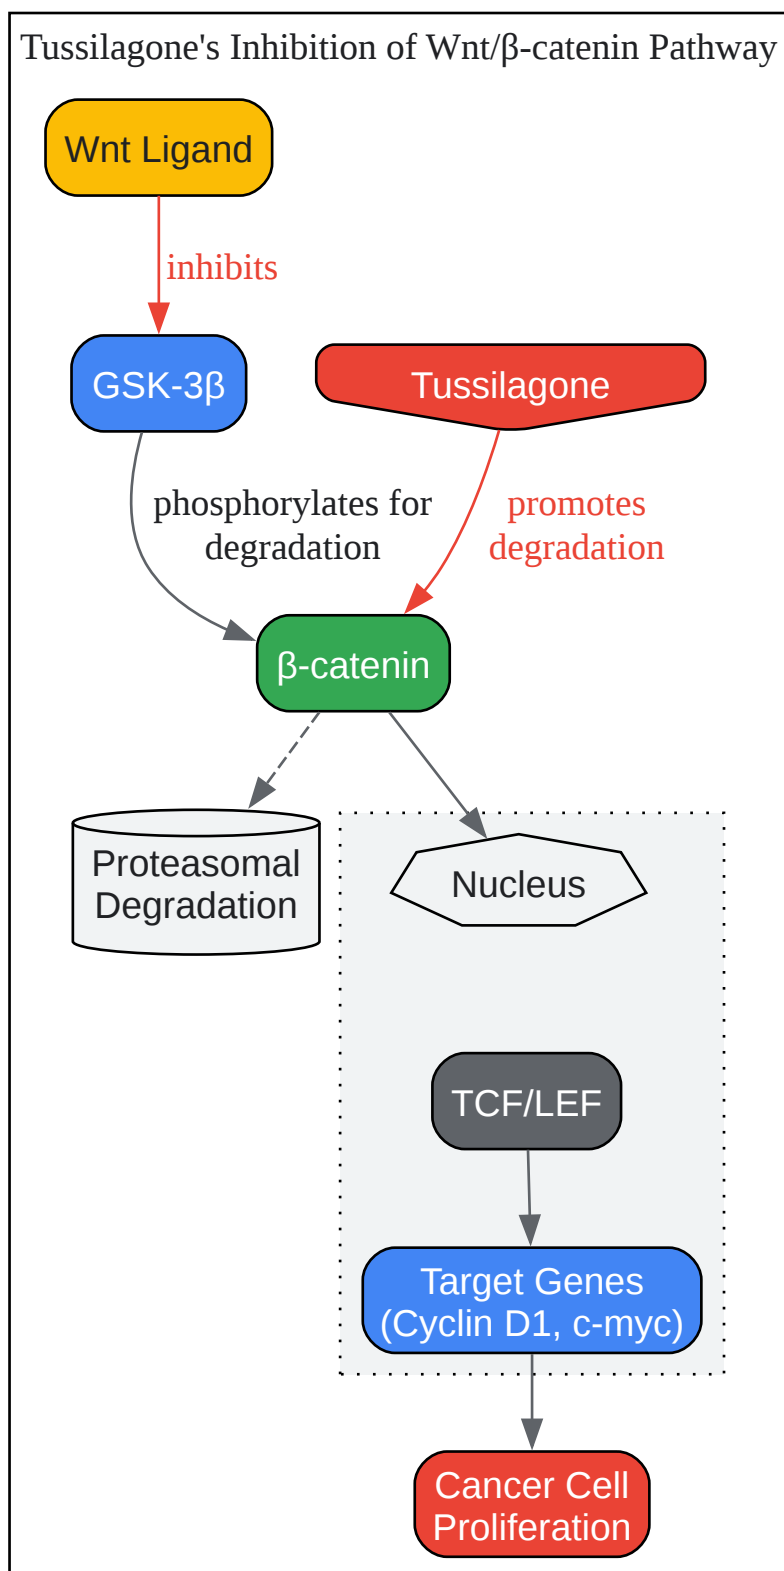 Tussilagone's Inhibition of Wnt/β-catenin Pathway
Wnt Ligand
inhibits
GSK-3β
Tussilagone
phosphorylates for
degradation
promotes
degradation
β-catenin
Proteasomal
Degradation
Nucleus
TCF/LEF
Target Genes
(Cyclin D1, c-myc)
Cancer Cell
Proliferation